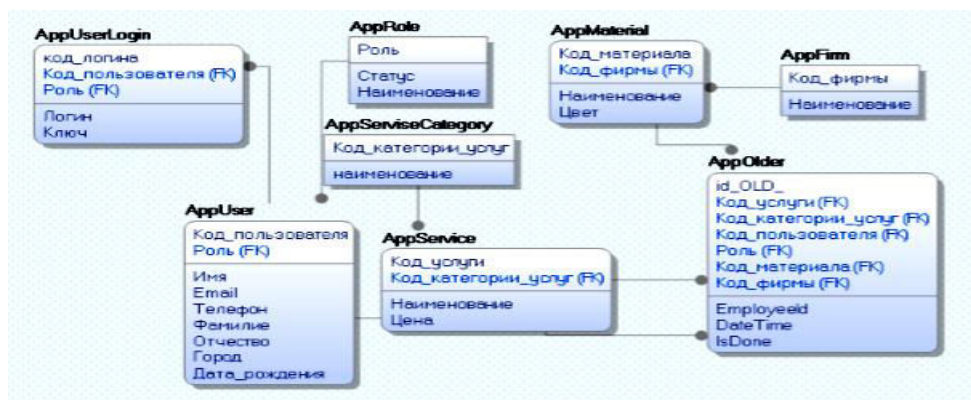 AppUserLogin
код_логина
Код_пользователя (FK)
Роль (FK)
Логин
Ключ
AppRole
Роль
Статус
Наименование
AppServiseCategory
Код_категории_услуг
наименование
AppMaterial
Код_материала
Код_фирмы (FK)
Наименование
Цвет
AppFirm
Код_фирмы
Наименование
AppUser
Код_пользователя
Роль (FK)
Имя
Email
Телефон
Фамилие
Отчество
Город
Дата_рождения
AppService
Код_услуги
Код_категории_услуг (FK)
Наименование
Цена
AppOlder
id_OLD_
Код_услуги (FK)
Код_категории_услуг (FK)
Код_пользователя (FK)
Роль (FK)
Код_материала (FK)
Код_фирмы (FK)
EmployeeId
DateTime
IsDone